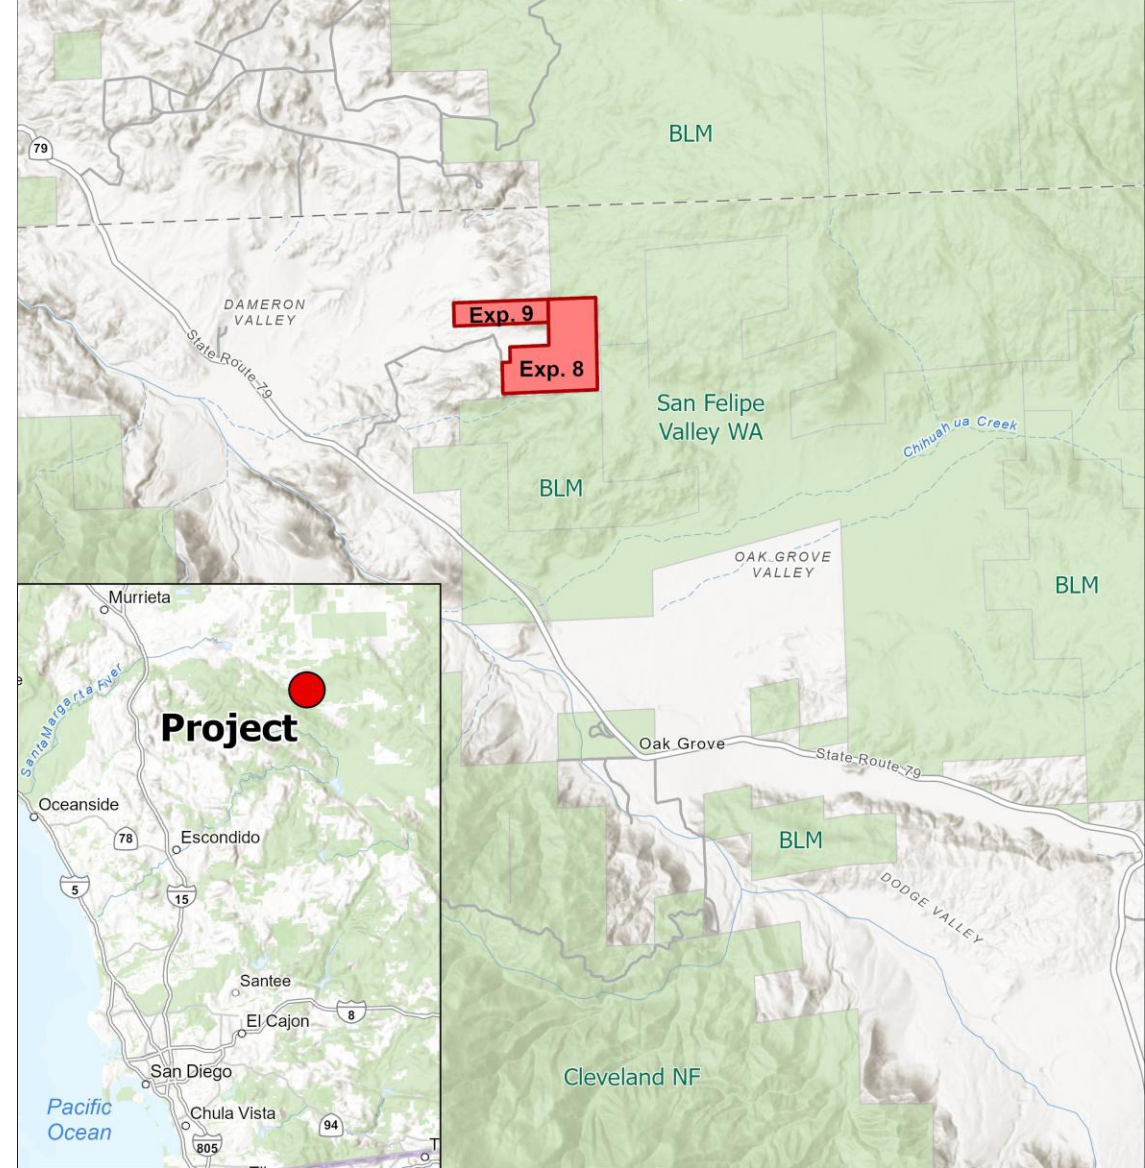 BLM
79
DAMERON
VALLEY
Exp. 9
State Route 79
Exp. 8
San Felipe
Valley WA
Chihuahua Creek
BLM
OAK GROVE
VALLEY
BLM
Murrieta
Santa Margarita River
Project
Oak Grove
State Route 79
Oceanside
78
Escondido
BLM
5
15
DODGE VALLEY
Santee
8
El Cajon
San Diego
Cleveland NF
Pacific
Ocean
Chula Vista
94
805